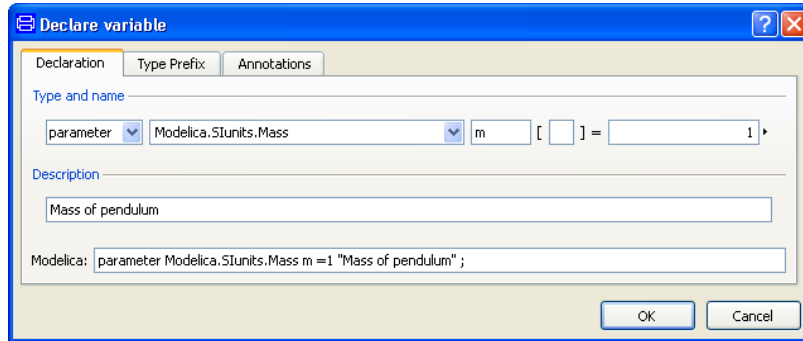 Declare variable
Declaration Type Prefix Annotations
Type and name
parameter Modelica.SIunits.Mass m [ ] = 1
Description
Mass of pendulum
Modelica: parameter Modelica.SIunits.Mass m =1 "Mass of pendulum" ;
OK Cancel